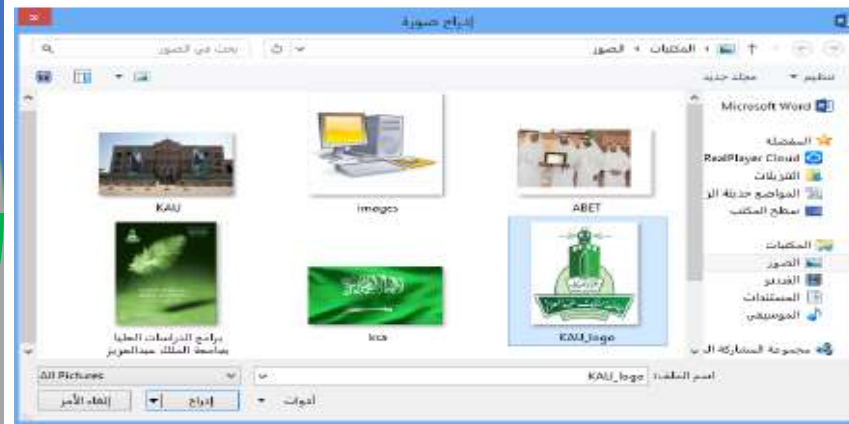 إدراج صورة
المكتبات
الصور
بحث في الصور
تنظيم
مجلد جديد
Microsoft Word
المفضلة
RealPlayer Cloud
التنزيلات
المواضع حديثة الز
سطح المكتب
المكتبات
الصور
الفيديو
المستندات
الموسيقى
مجموعة المشاركة الم
ABET
images
KAU
KAU_logo
ksa
برامج الدراسات العليا
بجامعة الملك عبدالعزيز
اسم الملف:
KAU_logo
All Pictures
أدوات
إدراج
إلغاء الأمر